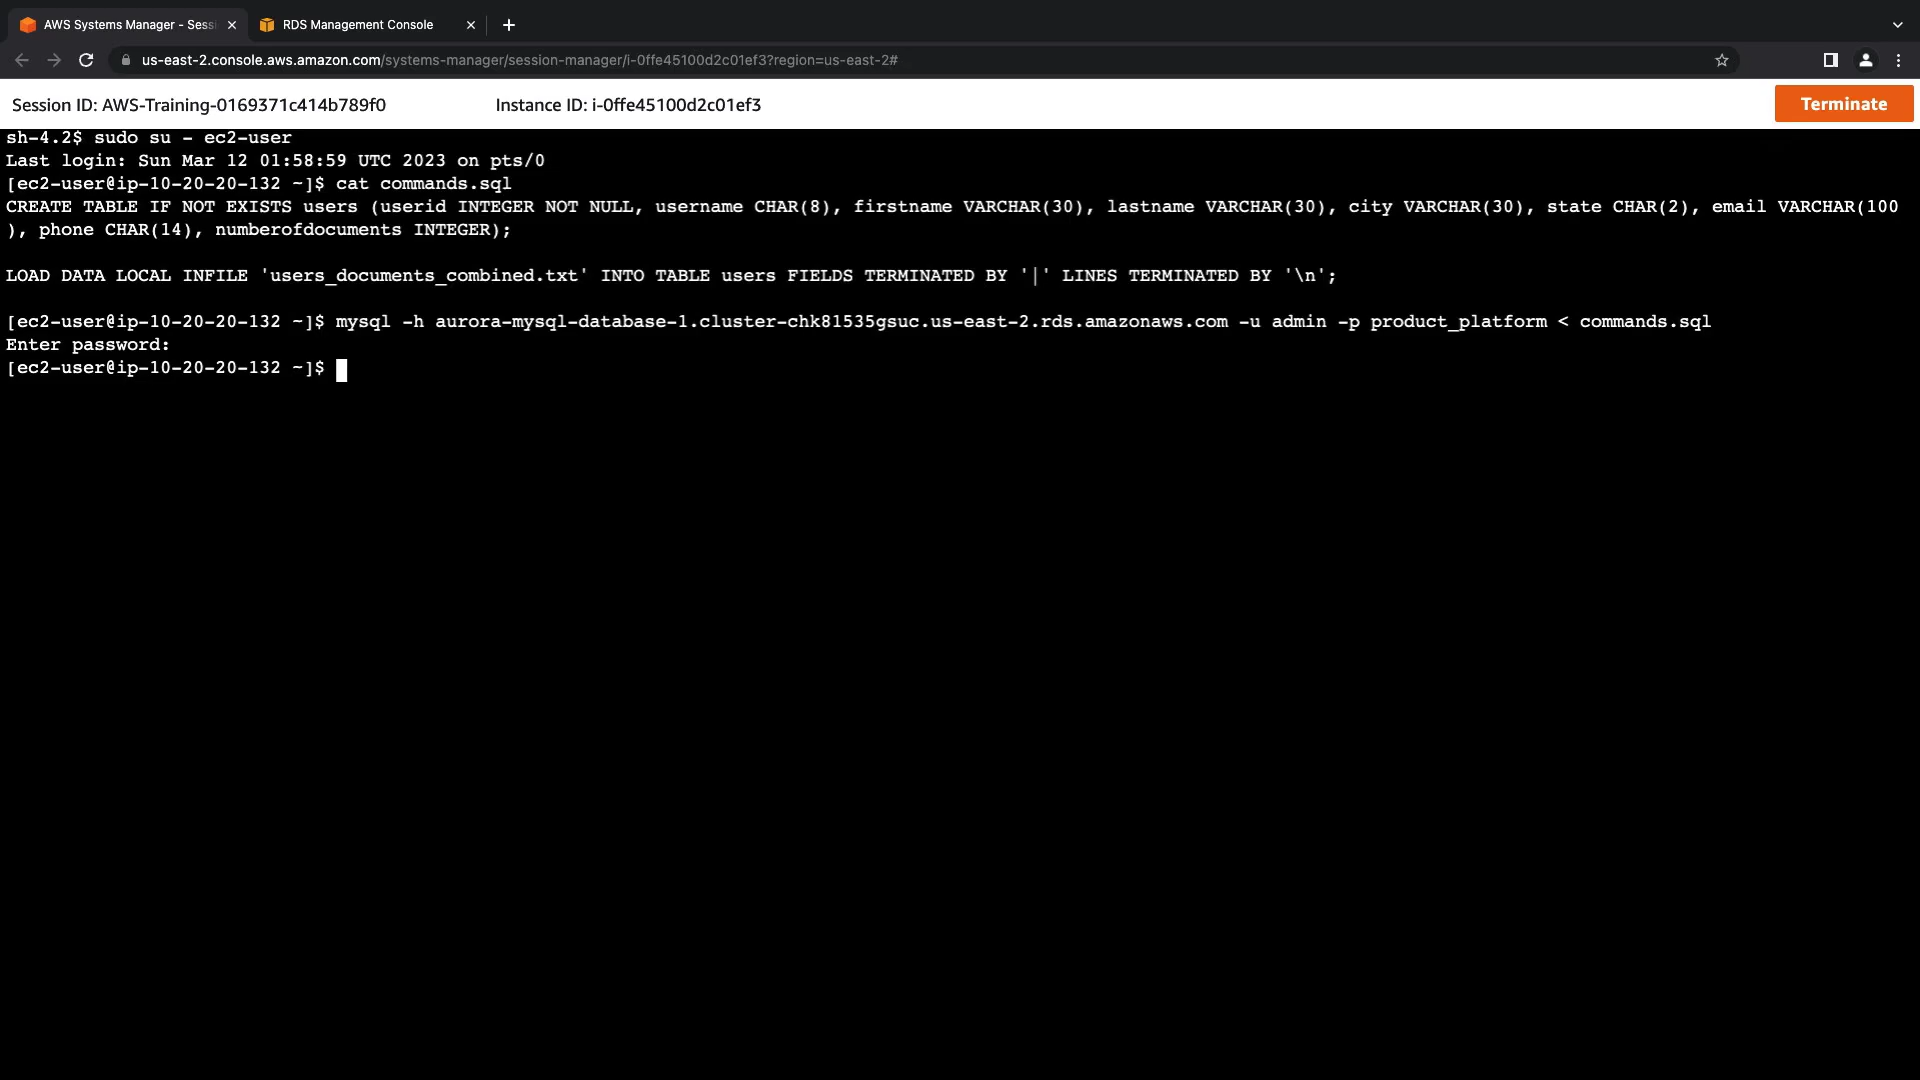 AWS Systems Manager - Sessi
RDS Management Console
us-east-2.console.aws.amazon.com/systems-manager/session-manager/i-0ffe45100d2c01ef3?region=us-east-2#
Session ID: AWS-Training-0169371c414b789f0
Instance ID: i-0ffe45100d2c01ef3
Terminate
sh-4.2$ sudo su - ec2-user
Last login: Sun Mar 12 01:58:59 UTC 2023 on pts/0
[ec2-user@ip-10-20-20-132 ~]$ cat commands.sql
CREATE TABLE IF NOT EXISTS users (userid INTEGER NOT NULL, username CHAR(8), firstname VARCHAR(30), lastname VARCHAR(30), city VARCHAR(30), state CHAR(2), email VARCHAR(100
), phone CHAR(14), numberofdocuments INTEGER);
LOAD DATA LOCAL INFILE 'users_documents_combined.txt' INTO TABLE users FIELDS TERMINATED BY '|' LINES TERMINATED BY '\n';
[ec2-user@ip-10-20-20-132 ~]$ mysql -h aurora-mysql-database-1.cluster-chk81535gsuc.us-east-2.rds.amazonaws.com -u admin -p product_platform < commands.sql
Enter password:
[ec2-user@ip-10-20-20-132 ~]$